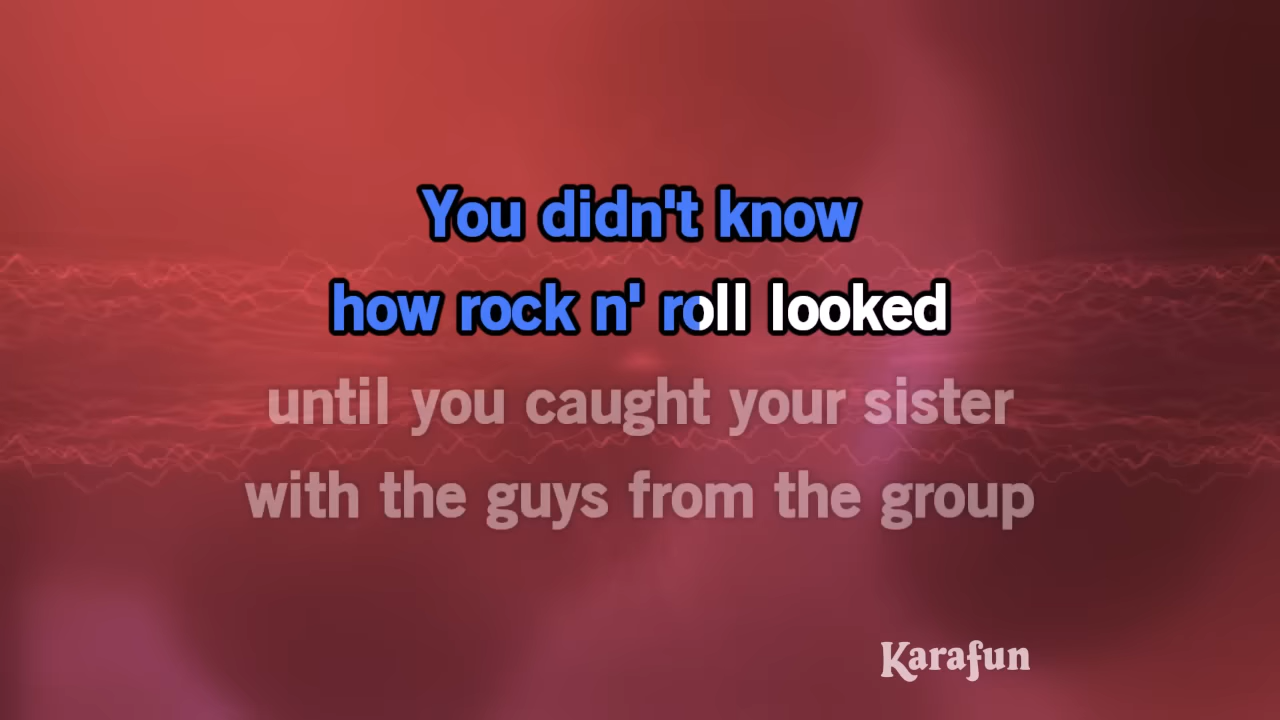 You didn't know
how rock n' roll looked
until you caught your sister
with the guys from the group
Karafun